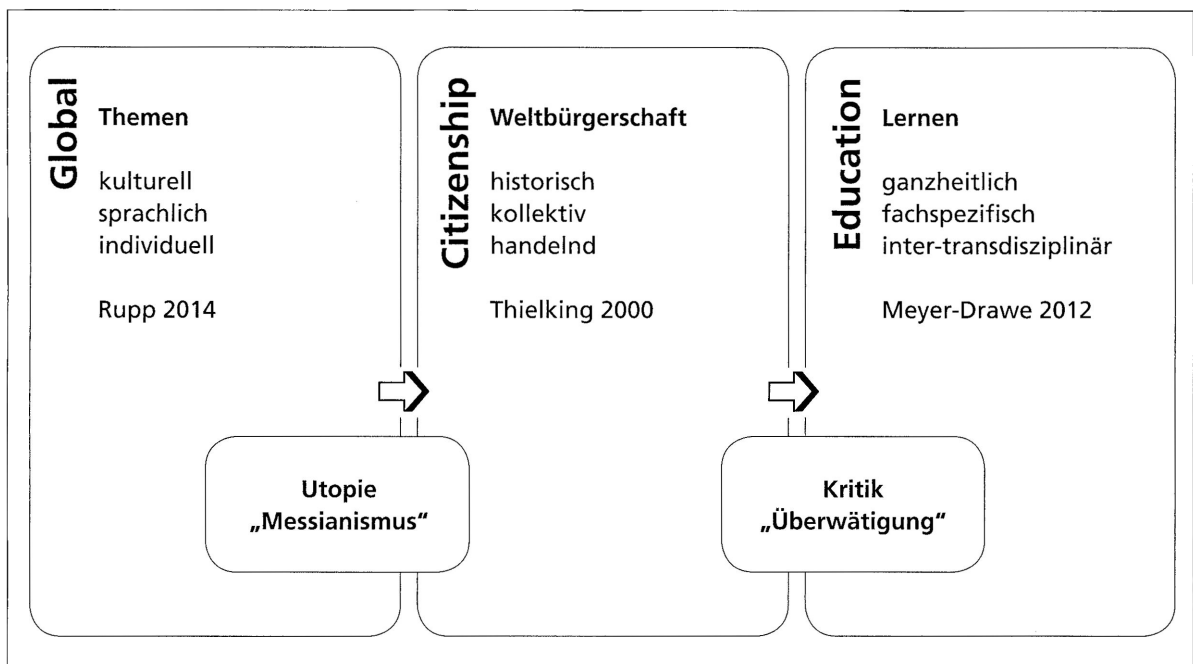 Global
Themen
kulturell
sprachlich
individuell
Rupp 2014
Citizenship
Weltbürgerschaft
historisch
kollektiv
handelnd
Thielking 2000
Education
Lernen
ganzheitlich
fachspezifisch
inter-transdisziplinär
Meyer-Drawe 2012
Utopie
„Messianismus“
Kritik
„Überwätigung“